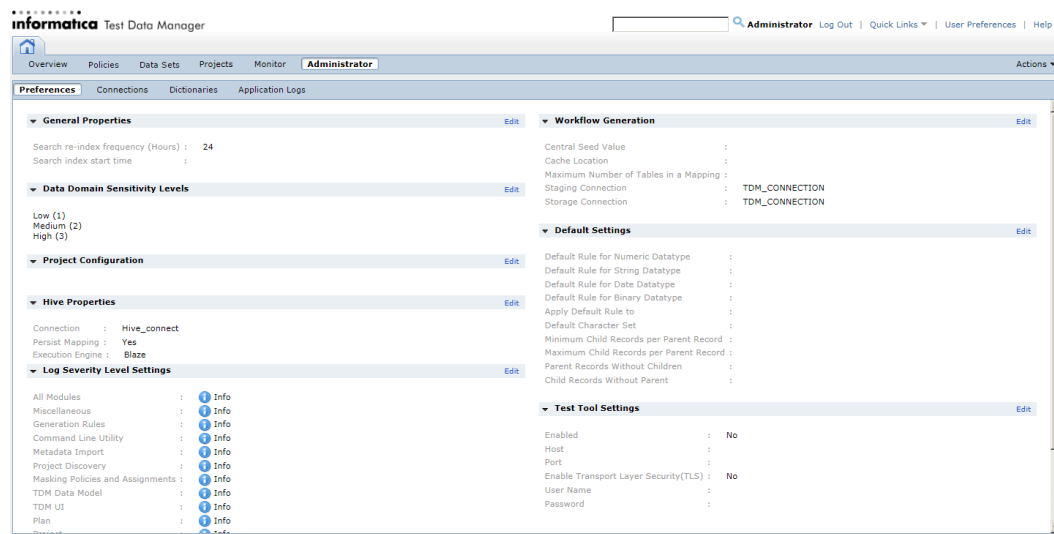 informatica Test Data Manager
Administrator Log Out | Quick Links | User Preferences | Help
Overview Policies Data Sets Projects Monitor Administrator Actions
Preferences Connections Dictionaries Application Logs
General Properties Edit
Search re-index frequency (Hours) : 24
Search index start time :
Data Domain Sensitivity Levels Edit
Low (1)
Medium (2)
High (3)
Project Configuration Edit
Hive Properties Edit
Connection : Hive_connect
Persist Mapping : Yes
Execution Engine : Blaze
Log Severity Level Settings Edit
All Modules : Info
Miscellaneous : Info
Generation Rules : Info
Command Line Utility : Info
Metadata Import : Info
Project Discovery : Info
Masking Policies and Assignments : Info
TDM Data Model : Info
TDM UI : Info
Plan : Info
Project : Info
Workflow Generation Edit
Central Seed Value :
Cache Location :
Maximum Number of Tables in a Mapping :
Staging Connection : TDM_CONNECTION
Storage Connection : TDM_CONNECTION
Default Settings Edit
Default Rule for Numeric Datatype :
Default Rule for String Datatype :
Default Rule for Date Datatype :
Default Rule for Binary Datatype :
Apply Default Rule to :
Default Character Set :
Minimum Child Records per Parent Record :
Maximum Child Records per Parent Record :
Parent Records Without Children :
Child Records Without Parent :
Test Tool Settings Edit
Enabled : No
Host :
Port :
Enable Transport Layer Security(TLS) : No
User Name :
Password :